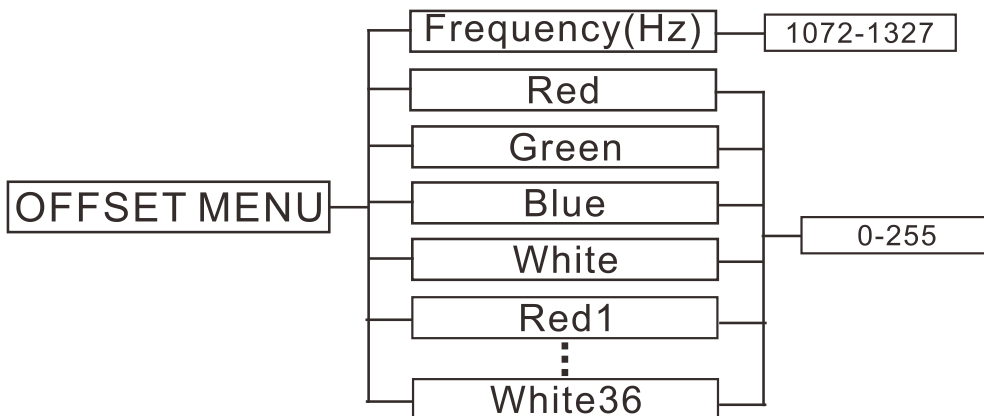 OFFSET MENU
Frequency(Hz)
1072-1327
Red
Green
Blue
White
Red1
White36
0-255